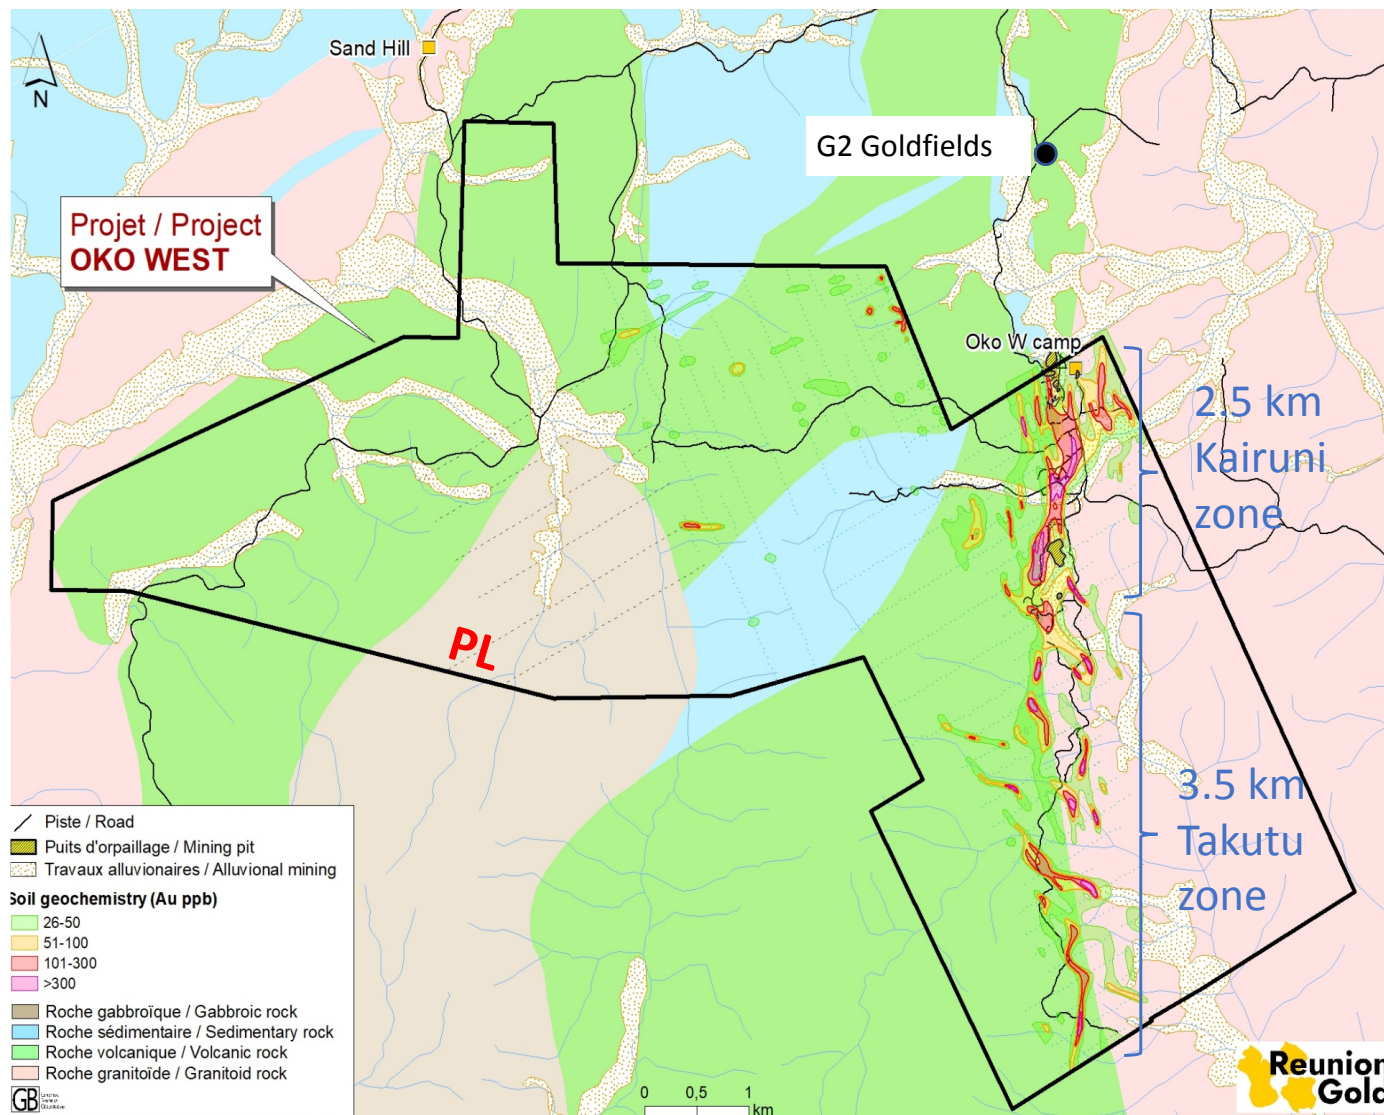 Sand Hill
N
G2 Goldfields
Projet / Project
OKO WEST
Oko W camp
2.5 km
Kairuni
zone
PL
3.5 km
Takutu
zone
Piste / Road
Puits d'orpaillage / Mining pit
Travaux alluvionaires / Alluvional mining
Soil geochemistry (Au ppb)
26-50
51-100
101-300
>300
Roche gabbroïque / Gabbroic rock
Roche sédimentaire / Sedimentary rock
Roche volcanique / Volcanic rock
Roche granitoïde / Granitoid rock
GB
0 0,5 1
km
Reunion
Gold